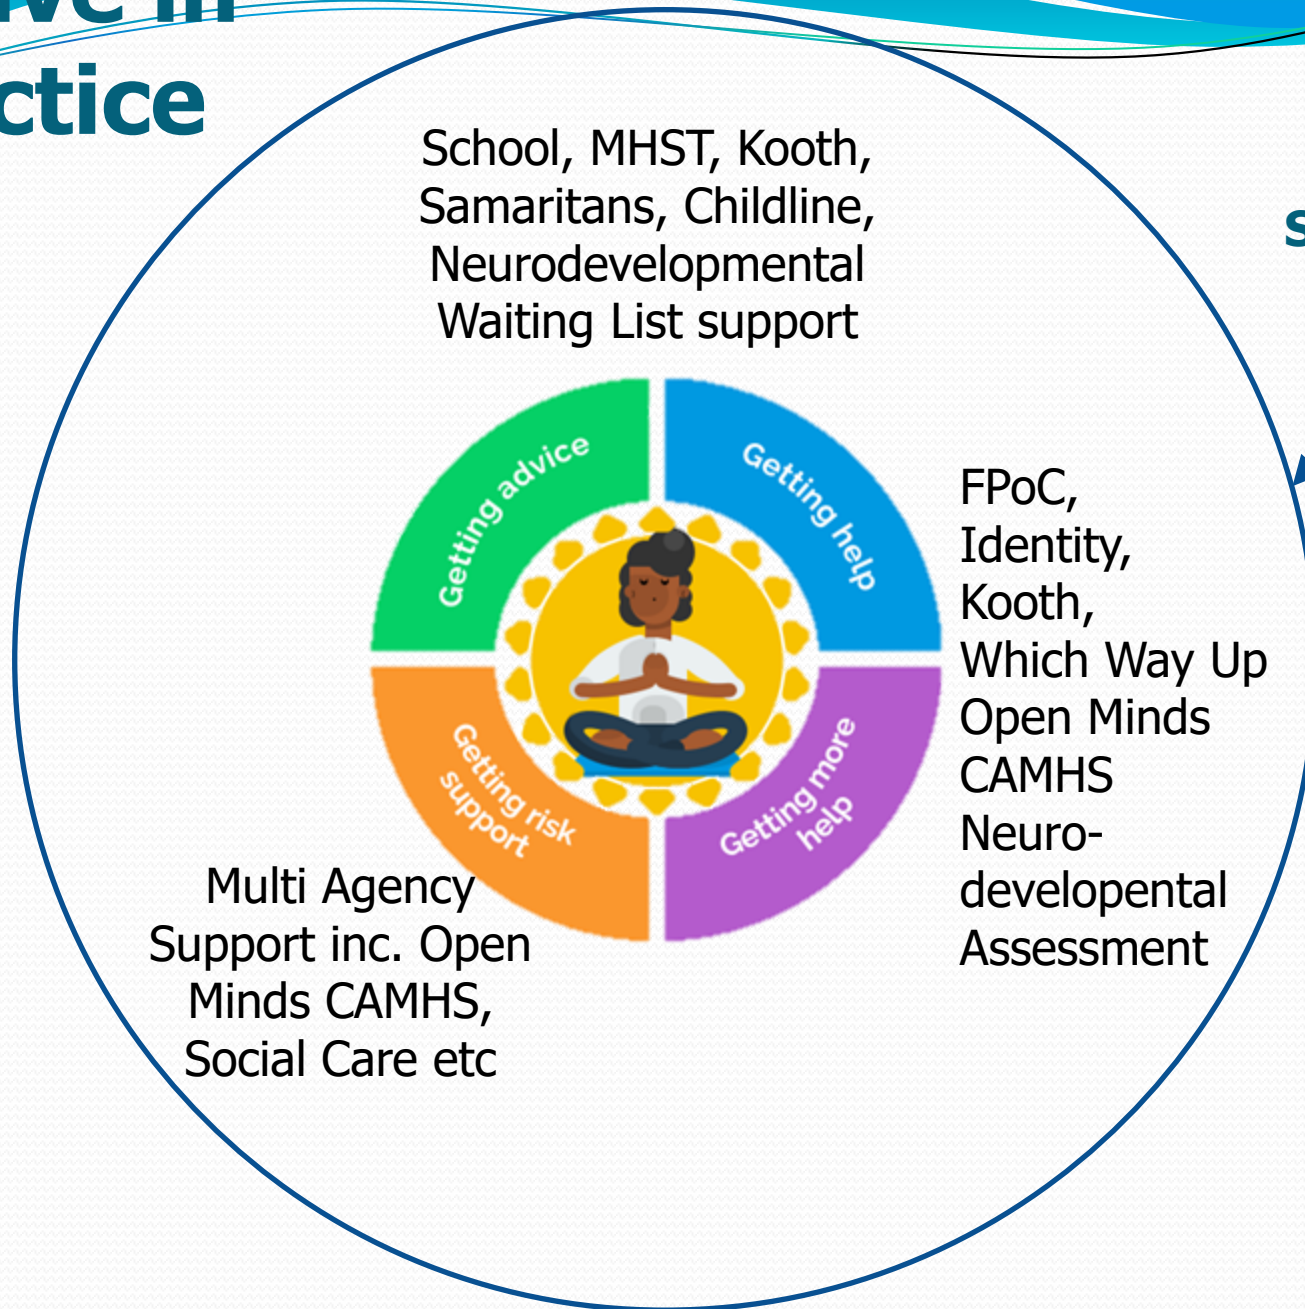 ctice
School, MHST, Kooth,
Samaritans, Childline,
Neurodevelopmental
Waiting List support
Getting advice
Getting help
FPoC,
Identity,
Kooth,
Which Way Up
Open Minds
CAMHS
Neuro-
developental
Assessment
Getting risk
support
Getting more
help
Multi Agency
Support inc. Open
Minds CAMHS,
Social Care etc